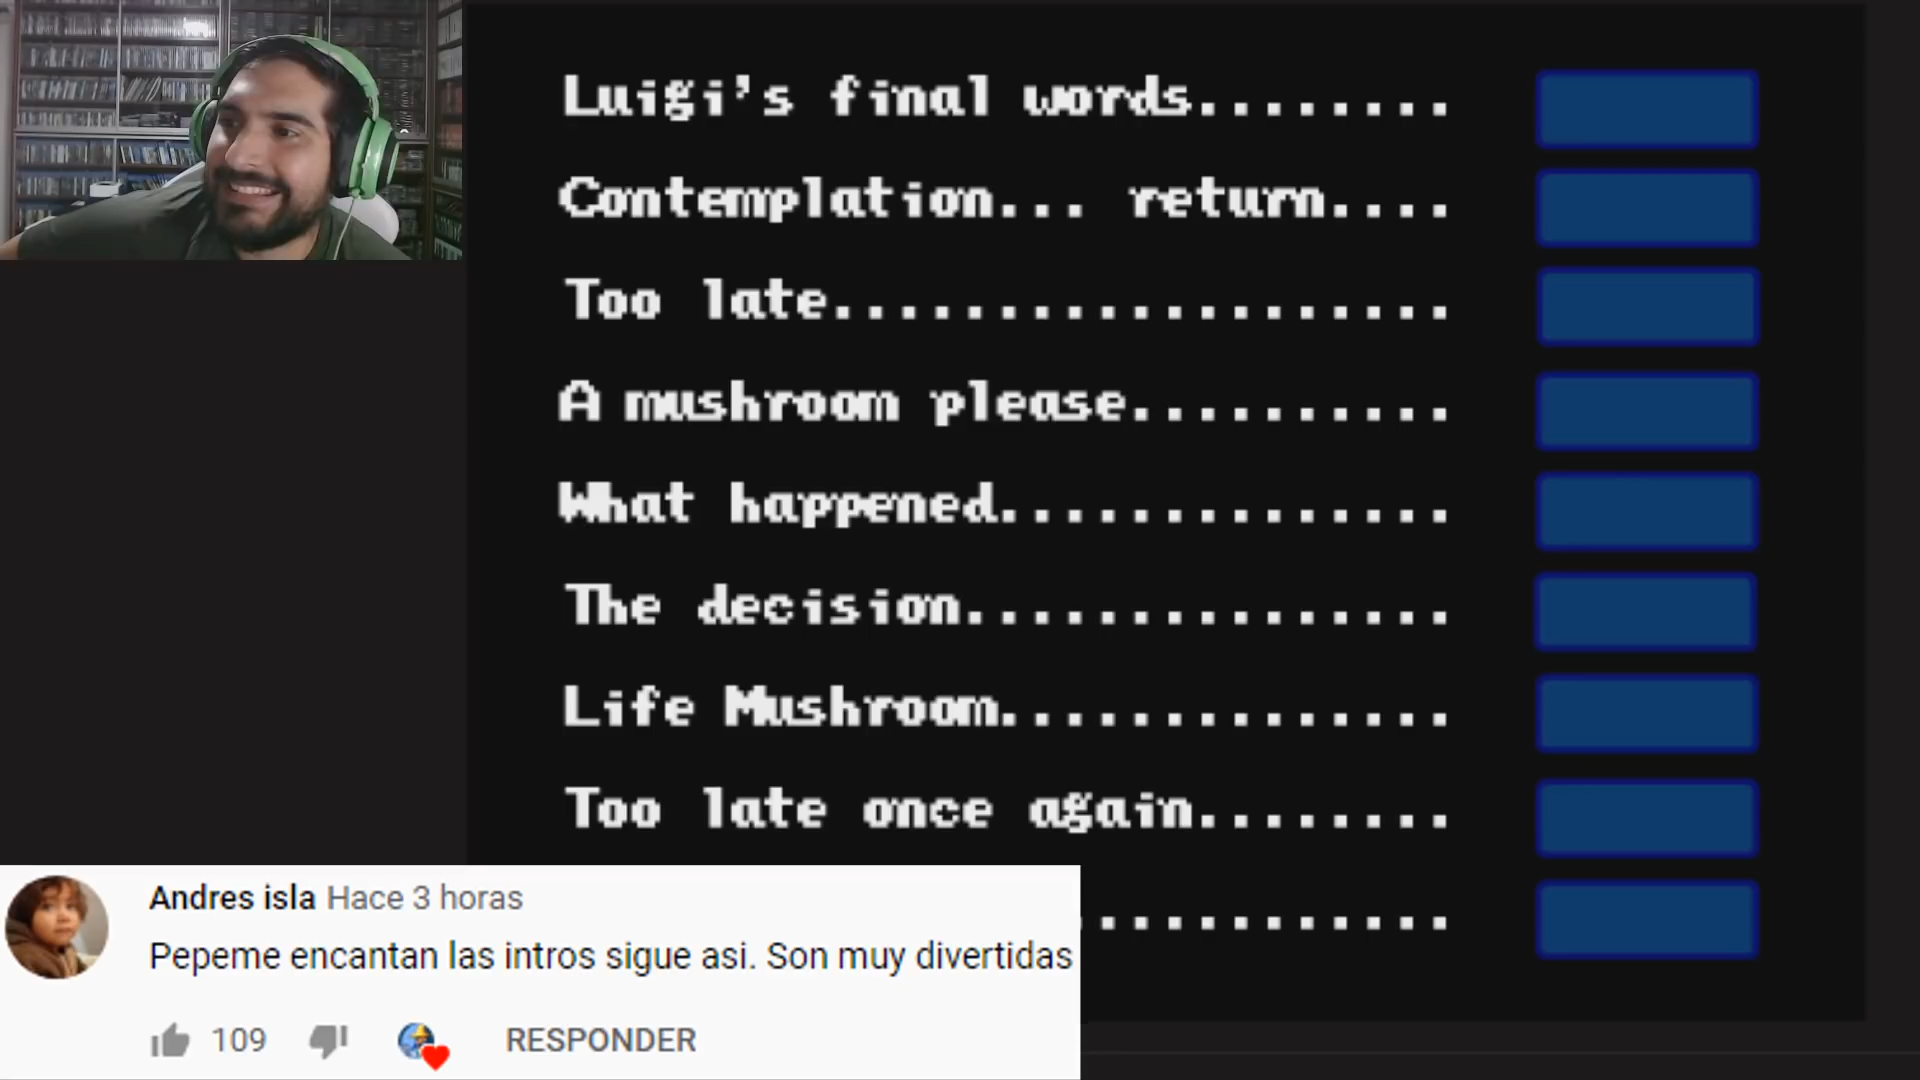 Luigi's final words........
Contemplation... return....
Too late...................
A mushroom please..........
What happened..............
The decision...............
Life Mushroom..............
Too late once again........
...........
Andres isla Hace 3 horas
Pepeme encantan las intros sigue asi. Son muy divertidas
109 RESPONDER